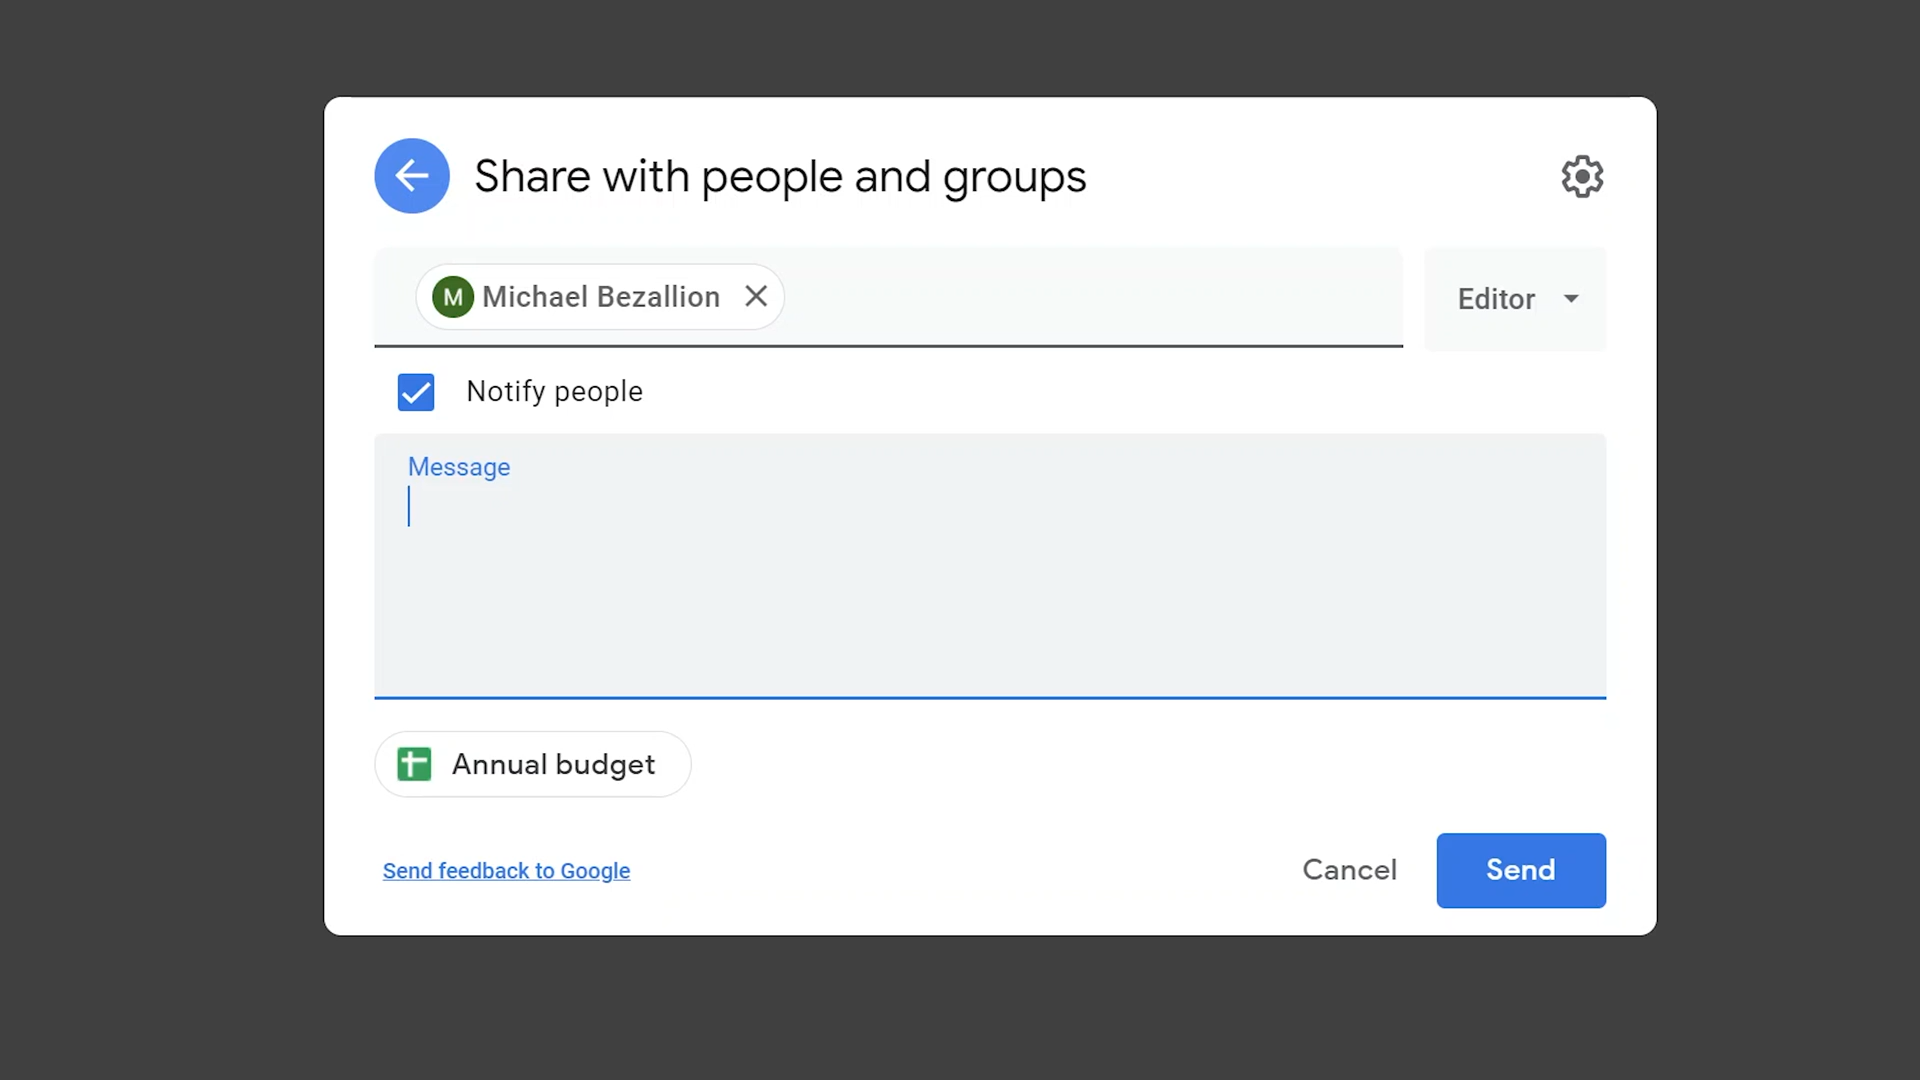 Share with people and groups
M Michael Bezallion
Editor
Notify people
Message
Annual budget
Send feedback to Google
Cancel
Send